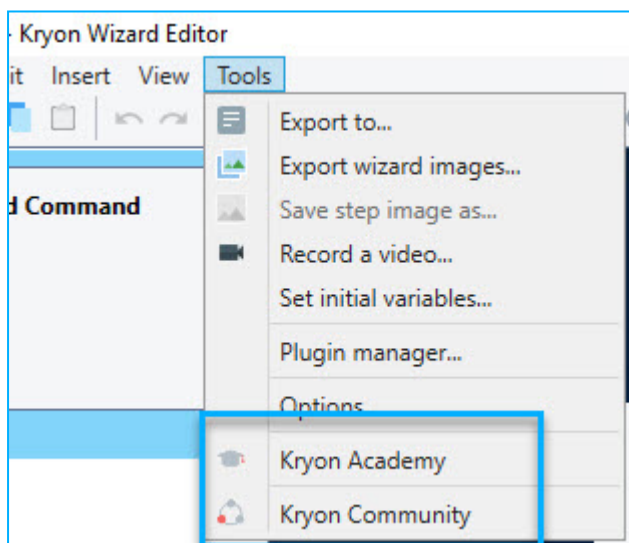 - Kryon Wizard Editor
it Insert View Tools
Export to...
Export wizard images...
d Command
Save step image as...
Record a video...
Set initial variables...
Plugin manager...
Options
Kryon Academy
Kryon Community